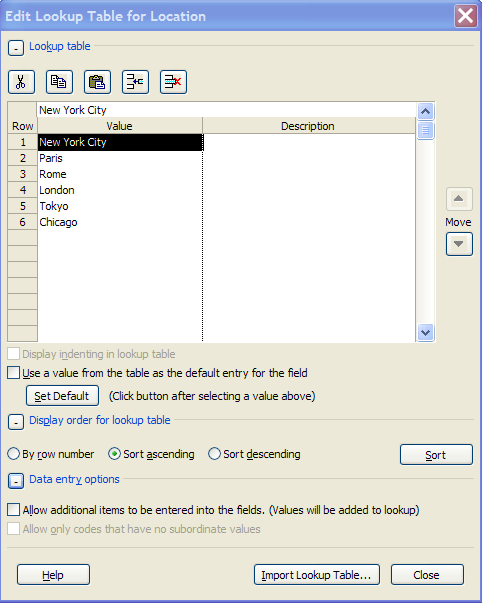 Edit Lookup Table for Location
Lookup table
New York City
Row Value Description
1 New York City
2 Paris
3 Rome
4 London
5 Tokyo
6 Chicago
Move
Display indenting in lookup table
Use a value from the table as the default entry for the field
Set Default (Click button after selecting a value above)
Display order for lookup table
By row number Sort ascending Sort descending Sort
Data entry options
Allow additional items to be entered into the fields. (Values will be added to lookup)
Allow only codes that have no subordinate values
Help Import Lookup Table... Close